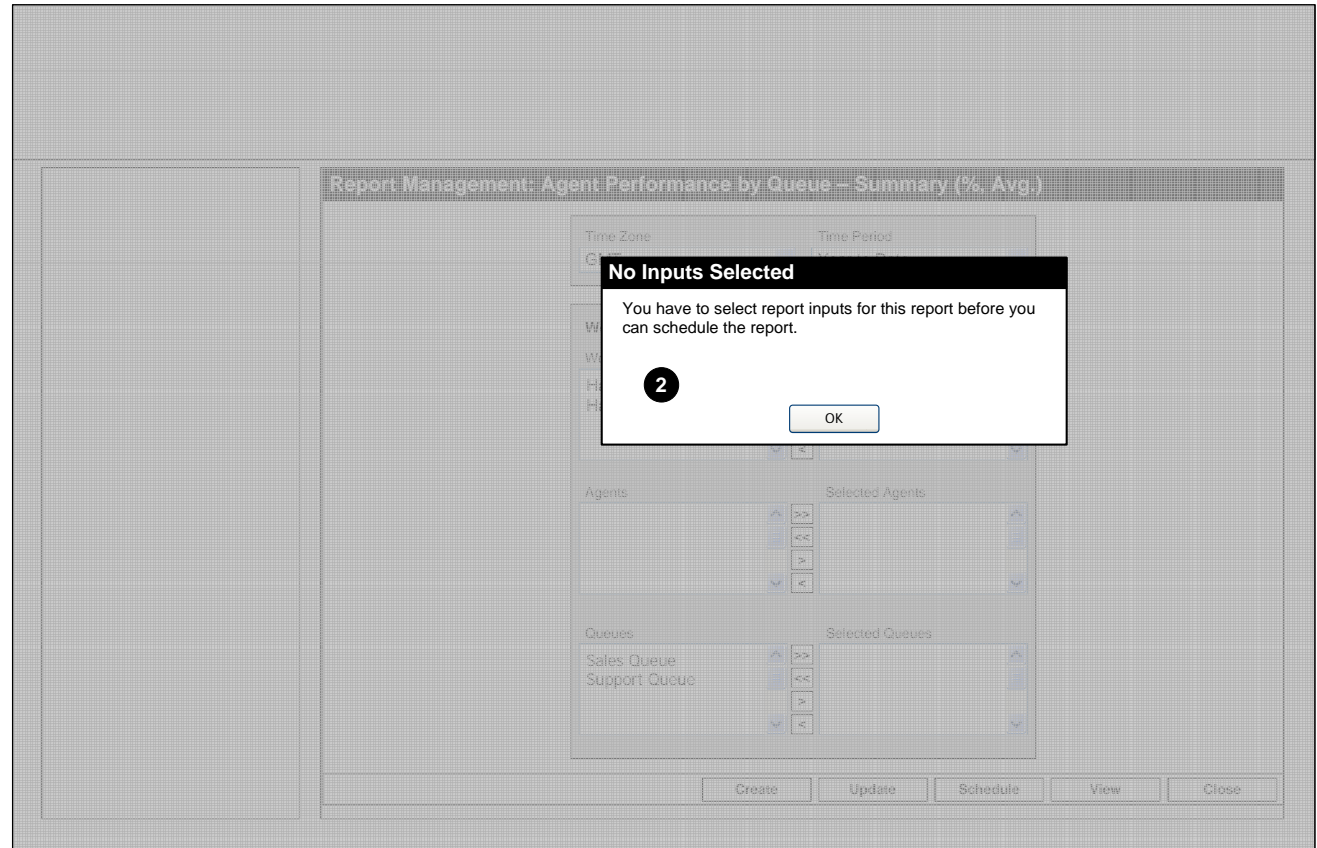 Report Management: Agent Performance by Queue – Summary (%, Avg.)
Time Zone
Time Period
No Inputs Selected
You have to select report inputs for this report before you
can schedule the report.
2
OK
<
Agents
Selected Agents
>>
<<
>
<
Queues
Selected Queues
Sales Queue
Support Queue
>>
<<
>
<
Create
Update
Schedule
View
Close